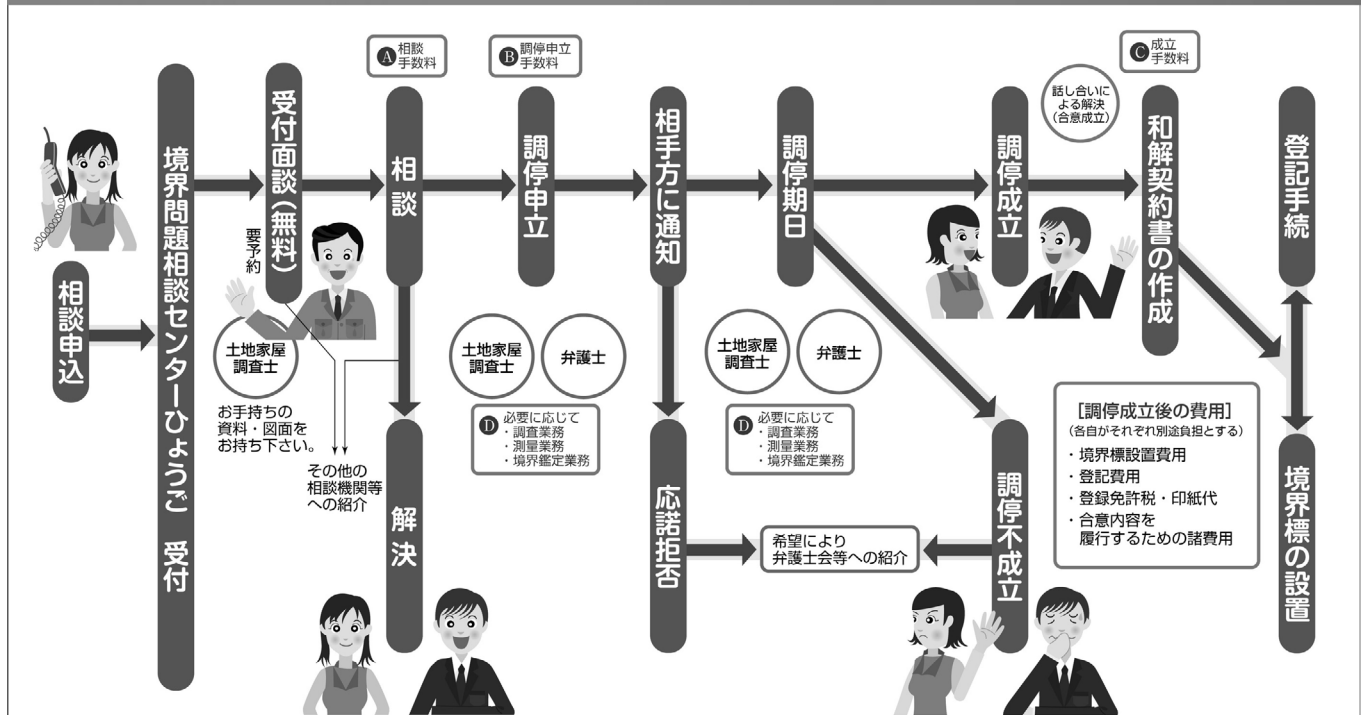 相談申込
境界問題相談センターひょうご 受付
受付面談（無料）
要予約
土地家屋
調査士
お手持ちの
資料・図面を
お持ち下さい。
その他の
相談機関等
への紹介
A 相談
手数料
相談
解決
B 調停申立
手数料
調停申立
土地家屋
調査士
弁護士
D 必要に応じて
・調査業務
・測量業務
・境界鑑定業務
相手方に通知
応諾拒否
調停期日
土地家屋
調査士
弁護士
D 必要に応じて
・調査業務
・測量業務
・境界鑑定業務
希望により
弁護士会等への紹介
調停成立
調停不成立
話し合いに
よる解決
（合意成立）
C 成立
手数料
和解契約書の作成
［調停成立後の費用］
（各自がそれぞれ別途負担とする）
・境界標設置費用
・登記費用
・登録免許税・印紙代
・合意内容を
履行するための諸費用
登記手続
境界標の設置